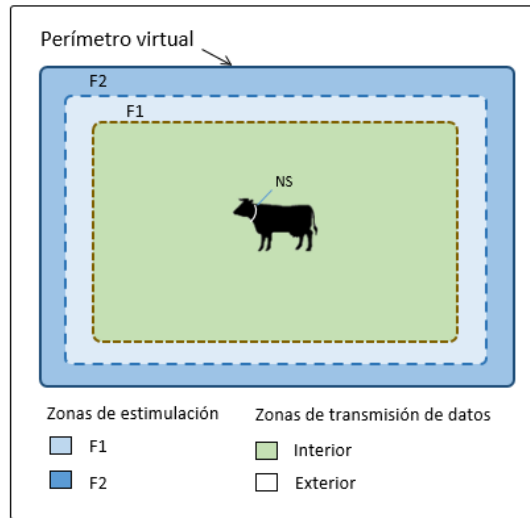 Perímetro virtual
F2
F1
NS
Zonas de estimulación
F1
F2
Zonas de transmisión de datos
Interior
Exterior